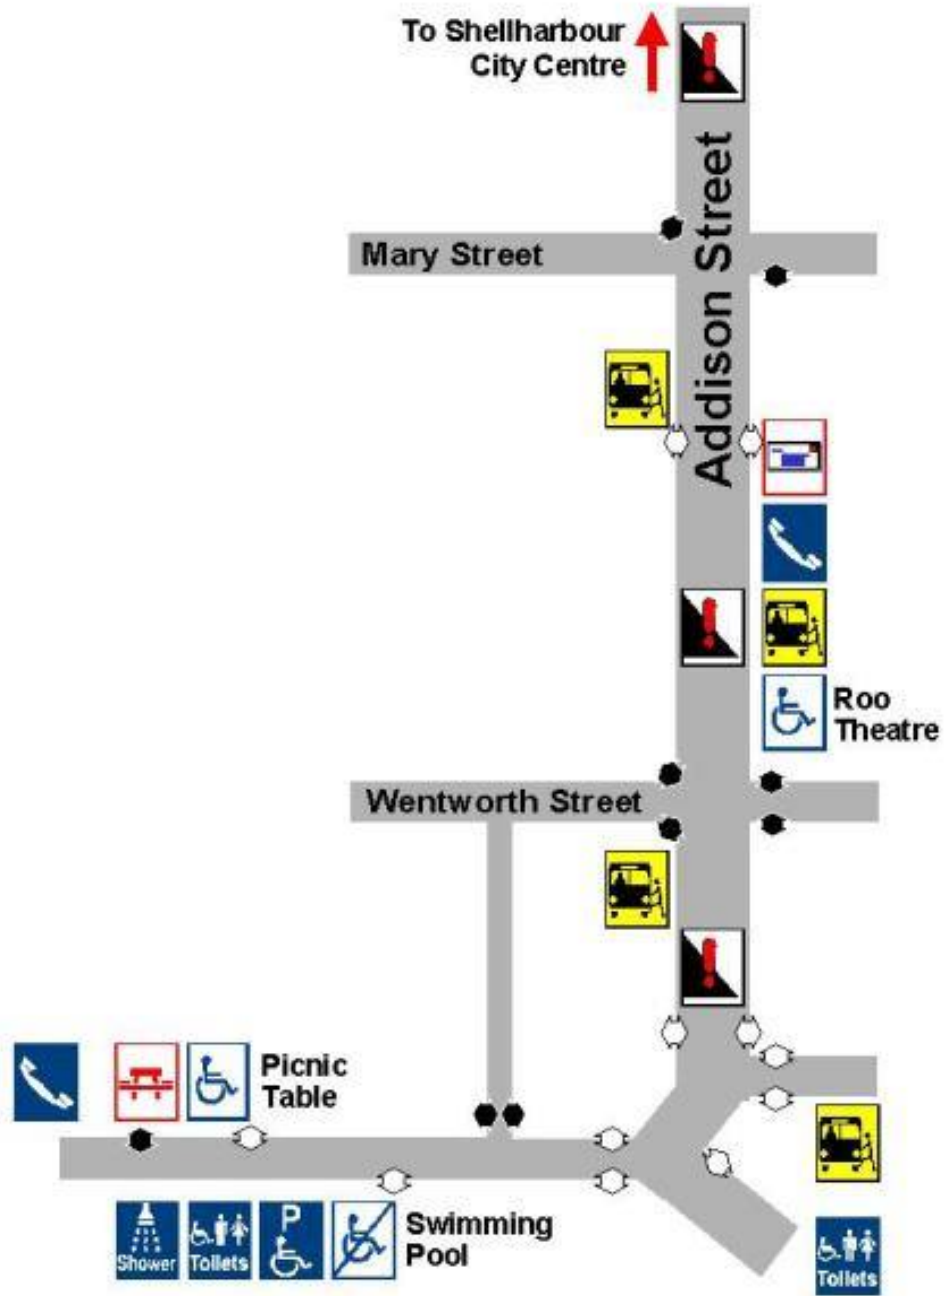 To Shellharbour
City Centre
Addison Street
Mary Street
Roo
Theatre
Wentworth Street
Picnic
Table
P
Shower
Toilets
Swimming
Pool
Toilets